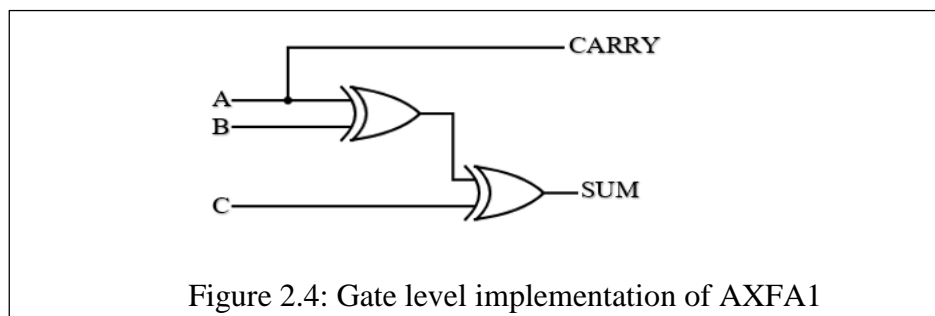 CARRY
A
B
C
SUM
Figure 2.4: Gate level implementation of AXFA1